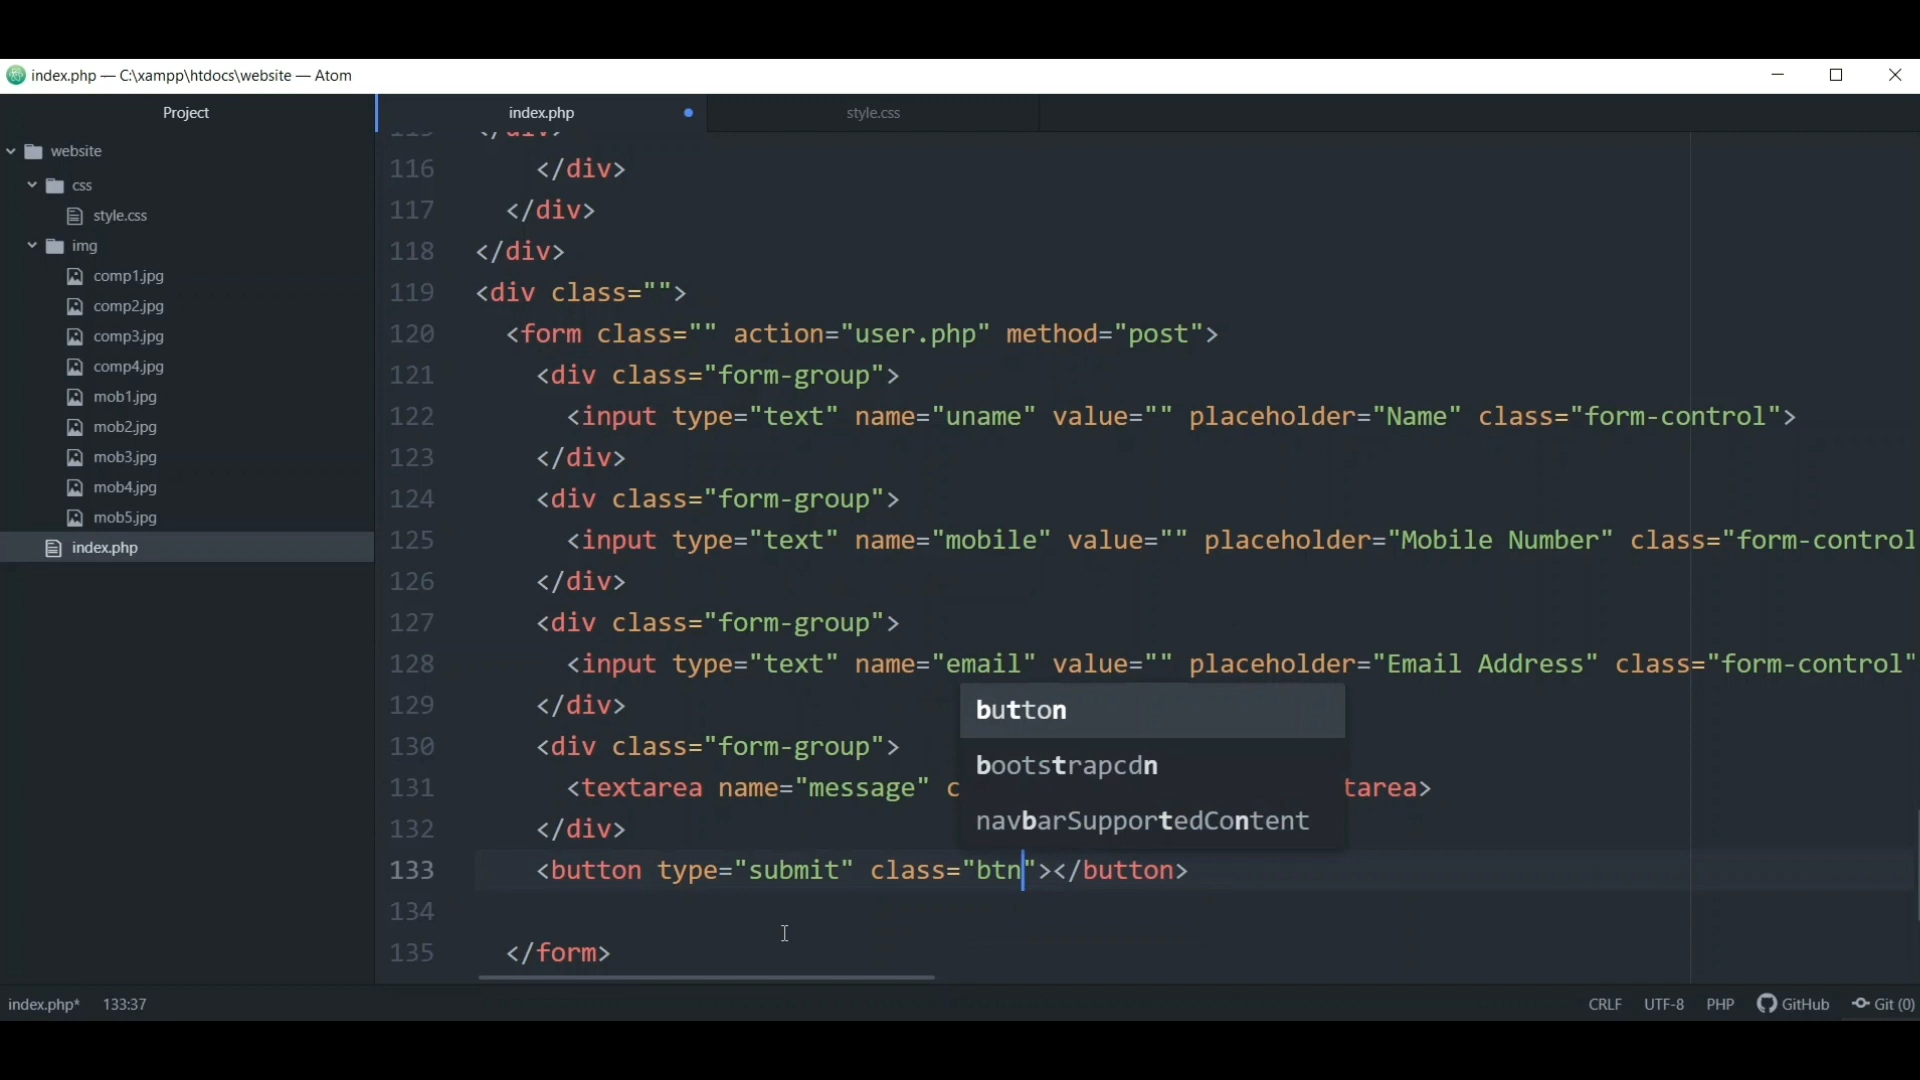 index.php — C:\xampp\htdocs\website — Atom
Project
index.php
style.css
website
css
style.css
img
comp1.jpg
comp2.jpg
comp3.jpg
comp4.jpg
mob1.jpg
mob2.jpg
mob3.jpg
mob4.jpg
mob5.jpg
index.php
116 </div>
117 </div>
118 </div>
119 <div class="">
120 <form class="" action="user.php" method="post">
121 <div class="form-group">
122 <input type="text" name="uname" value="" placeholder="Name" class="form-control">
123 </div>
124 <div class="form-group">
125 <input type="text" name="mobile" value="" placeholder="Mobile Number" class="form-control
126 </div>
127 <div class="form-group">
128 <input type="text" name="email" value="" placeholder="Email Address" class="form-control"
129 </div>
130 <div class="form-group">
131 <textarea name="message" c tarea>
132 </div>
133 <button type="submit" class="btn"></button>
134
135 </form>
button
bootstrapcdn
navbarSupportedContent
index.php* 133:37
CRLF UTF-8 PHP GitHub Git (0)